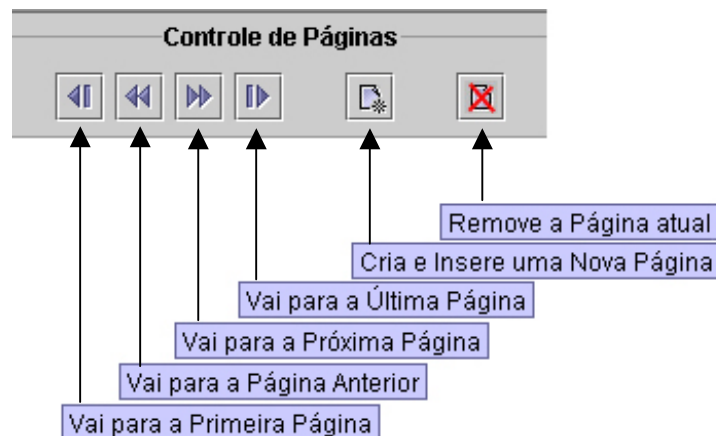 Controle de Páginas
Remove a Página atual
Cria e Insere uma Nova Página
Vai para a Última Página
Vai para a Próxima Página
Vai para a Página Anterior
Vai para a Primeira Página